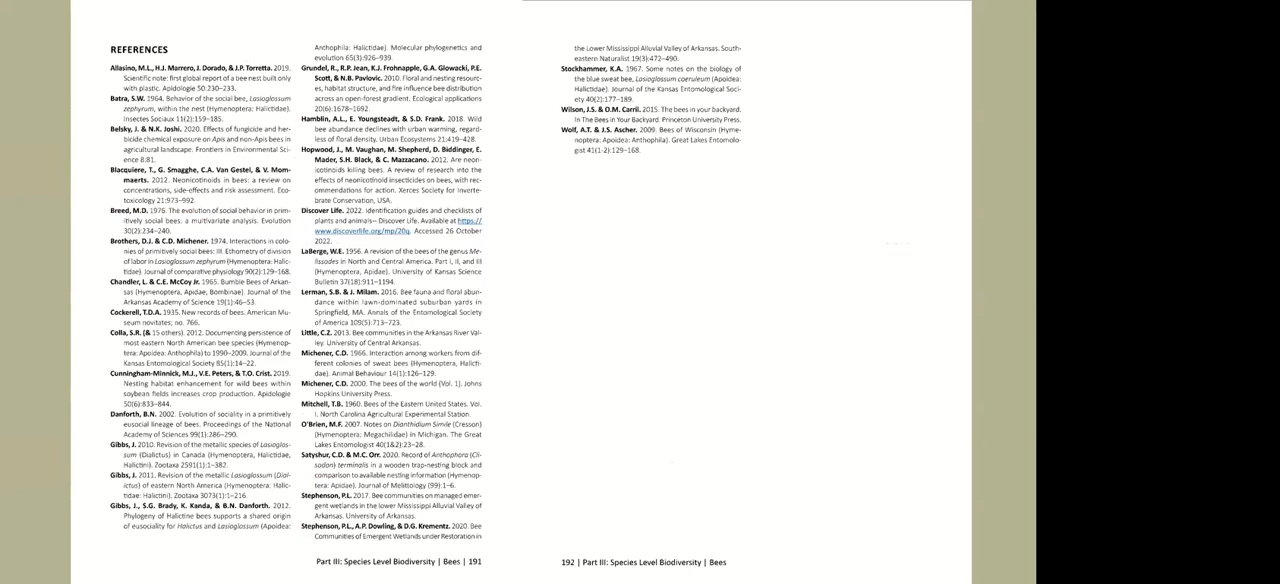 REFERENCES
Allasino, M.L., H.J. Marrero, J. Dorado, & J.P. Torretta. 2019.
Scientific note: first global report of a bee nest built only
with plastic. Apidologie 50:230–233.
Batra, S.W. 1964. Behavior of the social bee, Lasioglossum
zephyrum, within the nest (Hymenoptera: Halictidae).
Insectes Sociaux 11(2):159–185.
Belsky, J. & N.K. Joshi. 2020. Effects of fungicide and her-
bicide chemical exposure on Apis and non-Apis bees in
agricultural landscape. Frontiers in Environmental Sci-
ence 8:81.
Blacquiere, T., G. Smagghe, C.A. Van Gestel, & V. Mom-
maerts. 2012. Neonicotinoids in bees: a review on
concentrations, side-effects and risk assessment. Eco-
toxicology 21:973–992.
Breed, M.D. 1976. The evolution of social behavior in prim-
itively social bees: a multivariate analysis. Evolution
30(2):234–240.
Brothers, D.J. & C.D. Michener. 1974. Interactions in colo-
nies of primitively social bees: III. Ethometry of division
of labor in Lasioglossum zephyrum (Hymenoptera: Halic-
tidae). Journal of comparative physiology 90(2):129–168.
Chandler, L. & C.E. McCoy Jr. 1965. Bumble Bees of Arkan-
sas (Hymenoptera, Apidae, Bombinae). Journal of the
Arkansas Academy of Science 19(1):46–53.
Cockerell, T.D.A. 1935. New records of bees. American Mu-
seum novitates; no. 766.
Colla, S.R. (& 15 others). 2012. Documenting persistence of
most eastern North American bee species (Hymenop-
tera: Apoidea: Anthophila) to 1990–2009. Journal of the
Kansas Entomological Society 85(1):14–22.
Cunningham-Minnick, M.J., V.E. Peters, & T.O. Crist. 2019.
Nesting habitat enhancement for wild bees within
soybean fields increases crop production. Apidologie
50(6):833–844.
Danforth, B.N. 2002. Evolution of sociality in a primitively
eusocial lineage of bees. Proceedings of the National
Academy of Sciences 99(1):286–290.
Gibbs, J. 2010. Revision of the metallic species of Lasioglos-
sum (Dialictus) in Canada (Hymenoptera, Halictidae,
Halictini). Zootaxa 2591(1):1–382.
Gibbs, J. 2011. Revision of the metallic Lasioglossum (Dial-
ictus) of eastern North America (Hymenoptera: Halic-
tidae: Halictini). Zootaxa 3073(1):1–216.
Gibbs, J., S.G. Brady, K. Kanda, & B.N. Danforth. 2012.
Phylogeny of Halictine bees supports a shared origin
of eusociality for Halictus and Lasioglossum (Apoidea:
Anthophila: Halictidae). Molecular phylogenetics and
evolution 65(3):926–939.
Grundel, R., R.P. Jean, K.J. Frohnapple, G.A. Glowacki, P.E.
Scott, & N.B. Pavlovic. 2010. Floral and nesting resourc-
es, habitat structure, and fire influence bee distribution
across an open-forest gradient. Ecological applications
20(6):1678–1692.
Hamblin, A.L., E. Youngsteadt, & S.D. Frank. 2018. Wild
bee abundance declines with urban warming, regard-
less of floral density. Urban Ecosystems 21:419–428.
Hopwood, J., M. Vaughan, M. Shepherd, D. Biddinger, E.
Mader, S.H. Black, & C. Mazzacano. 2012. Are neon-
icotinoids killing bees. A review of research into the
effects of neonicotinoid insecticides on bees, with rec-
ommendations for action. Xerces Society for Inverte-
brate Conservation, USA.
Discover Life. 2022. Identification guides and checklists of
plants and animals-- Discover Life. Available at https://
www.discoverlife.org/mp/20q. Accessed 26 October
2022.
LaBerge, W.E. 1956. A revision of the bees of the genus Me-
lissodes in North and Central America. Part I, II, and III
(Hymenoptera, Apidae). University of Kansas Science
Bulletin 37(18):911–1194.
Lerman, S.B. & J. Milam. 2016. Bee fauna and floral abun-
dance within lawn-dominated suburban yards in
Springfield, MA. Annals of the Entomological Society
of America 109(5):713–723.
Little, C.Z. 2013. Bee communities in the Arkansas River Val-
ley. University of Central Arkansas.
Michener, C.D. 1966. Interaction among workers from dif-
ferent colonies of sweat bees (Hymenoptera, Halicti-
dae). Animal Behaviour 14(1):126–129.
Michener, C.D. 2000. The bees of the world (Vol. 1). Johns
Hopkins University Press.
Mitchell, T.B. 1960. Bees of the Eastern United States. Vol.
I. North Carolina Agricultural Experimental Station.
O'Brien, M.F. 2007. Notes on Dianthidium Simile (Cresson)
(Hymenoptera: Megachilidae) in Michigan. The Great
Lakes Entomologist 40(1&2):23–28.
Satyshur, C.D. & M.C. Orr. 2020. Record of Anthophora (Cli-
sodon) terminalis in a wooden trap-nesting block and
comparison to available nesting information (Hymenop-
tera: Apidae). Journal of Melittology (99):1–6.
Stephenson, P.L. 2017. Bee communities on managed emer-
gent wetlands in the lower Mississippi Alluvial Valley of
Arkansas. University of Arkansas.
Stephenson, P.L., A.P. Dowling, & D.G. Krementz. 2020. Bee
Communities of Emergent Wetlands under Restoration in
Part III: Species Level Biodiversity | Bees | 191
the Lower Mississippi Alluvial Valley of Arkansas. South-
eastern Naturalist 19(3):472–490.
Stockhammer, K.A. 1967. Some notes on the biology of
the blue sweat bee, Lasioglossum coeruleum (Apoidea:
Halictidae). Journal of the Kansas Entomological Soci-
ety 40(2):177–189.
Wilson, J.S. & O.M. Carril. 2015. The bees in your backyard.
In The Bees in Your Backyard. Princeton University Press.
Wolf, A.T. & J.S. Ascher. 2009. Bees of Wisconsin (Hyme-
noptera: Apoidea: Anthophila). Great Lakes Entomolo-
gist 41(1-2):129–168.
192 | Part III: Species Level Biodiversity | Bees